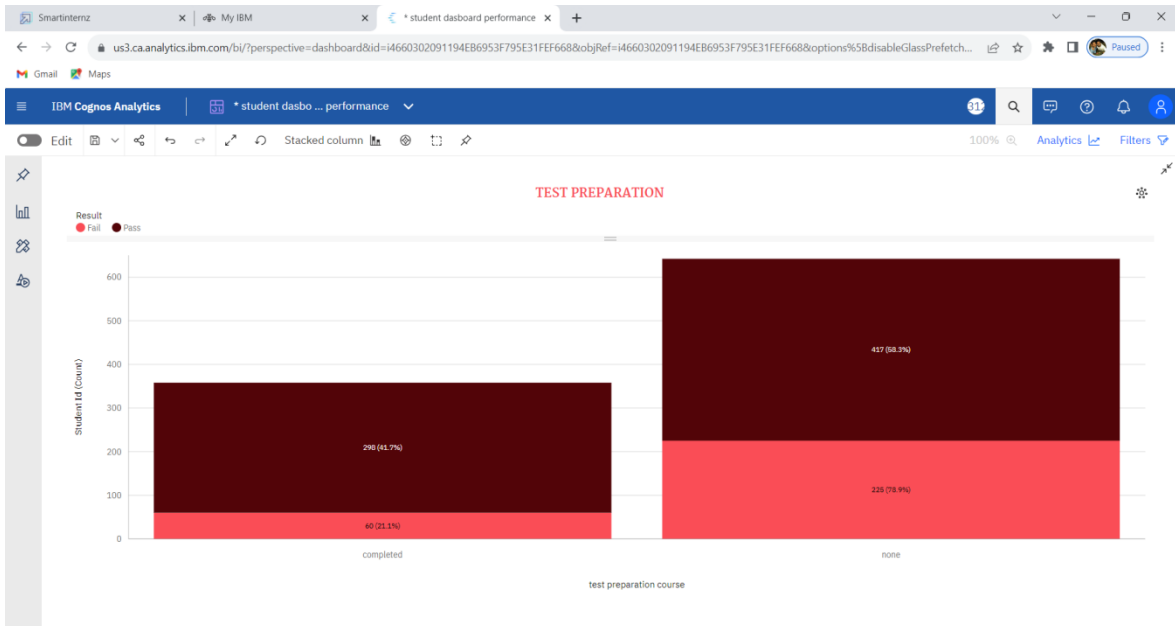 Smartinternz
My IBM
* student dasboard performance
us3.ca.analytics.ibm.com/bi/?perspective=dashboard&id=i4660302091194EB6953F795E31FEF668&objRef=i4660302091194EB6953F795E31FEF668&options%5BdisableGlassPrefetch...
Paused
Gmail Maps
IBM Cognos Analytics
* student dasbo ... performance
Edit
Stacked column
100%
Analytics
Filters
TEST PREPARATION
Result
Fail Pass
600
500
400
300
200
100
0
Student Id (Count)
417 (58.3%)
298 (41.7%)
225 (78.9%)
60 (21.1%)
completed
none
test preparation course